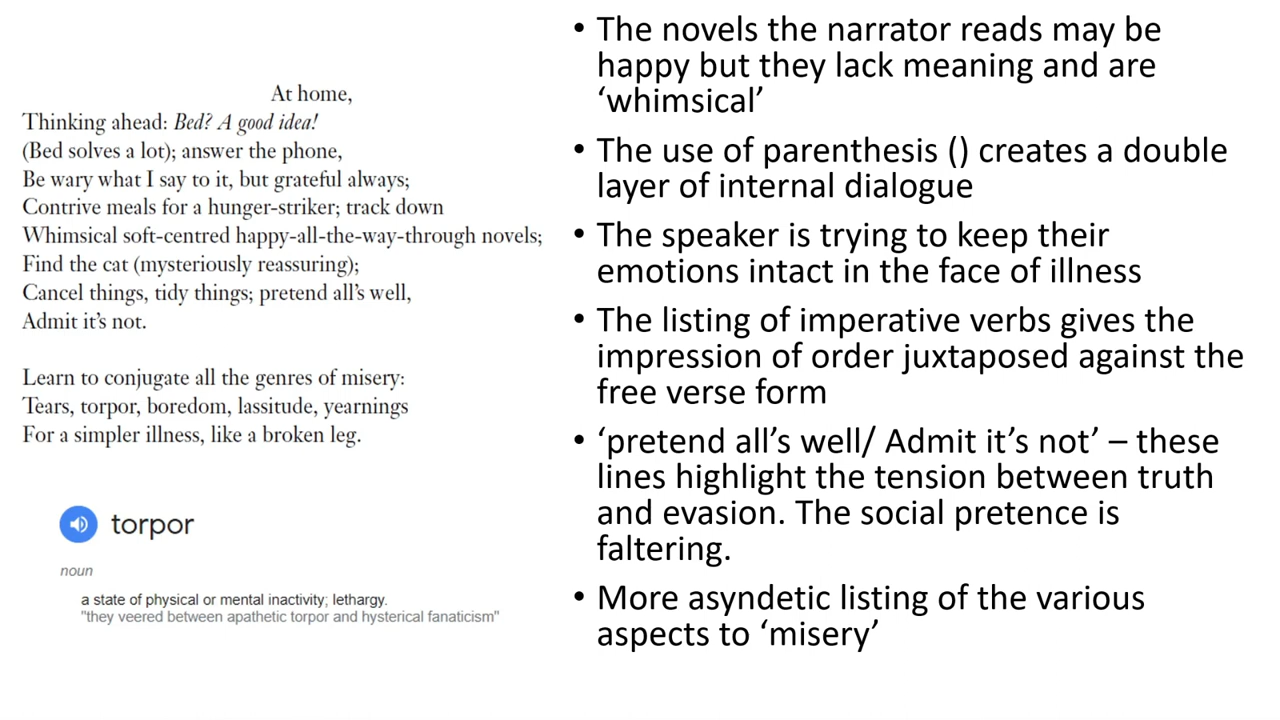 At home,
Thinking ahead: Bed? A good idea!
(Bed solves a lot); answer the phone,
Be wary what I say to it, but grateful always;
Contrive meals for a hunger-striker; track down
Whimsical soft-centred happy-all-the-way-through novels;
Find the cat (mysteriously reassuring);
Cancel things, tidy things; pretend all's well,
Admit it's not.
Learn to conjugate all the genres of misery:
Tears, torpor, boredom, lassitude, yearnings
For a simpler illness, like a broken leg.
torpor
noun
a state of physical or mental inactivity; lethargy.
"they veered between apathetic torpor and hysterical fanaticism"
• The novels the narrator reads may be
happy but they lack meaning and are
‘whimsical’
• The use of parenthesis () creates a double
layer of internal dialogue
• The speaker is trying to keep their
emotions intact in the face of illness
• The listing of imperative verbs gives the
impression of order juxtaposed against the
free verse form
• ‘pretend all’s well/ Admit it’s not’ – these
lines highlight the tension between truth
and evasion. The social pretence is
faltering.
• More asyndetic listing of the various
aspects to ‘misery’